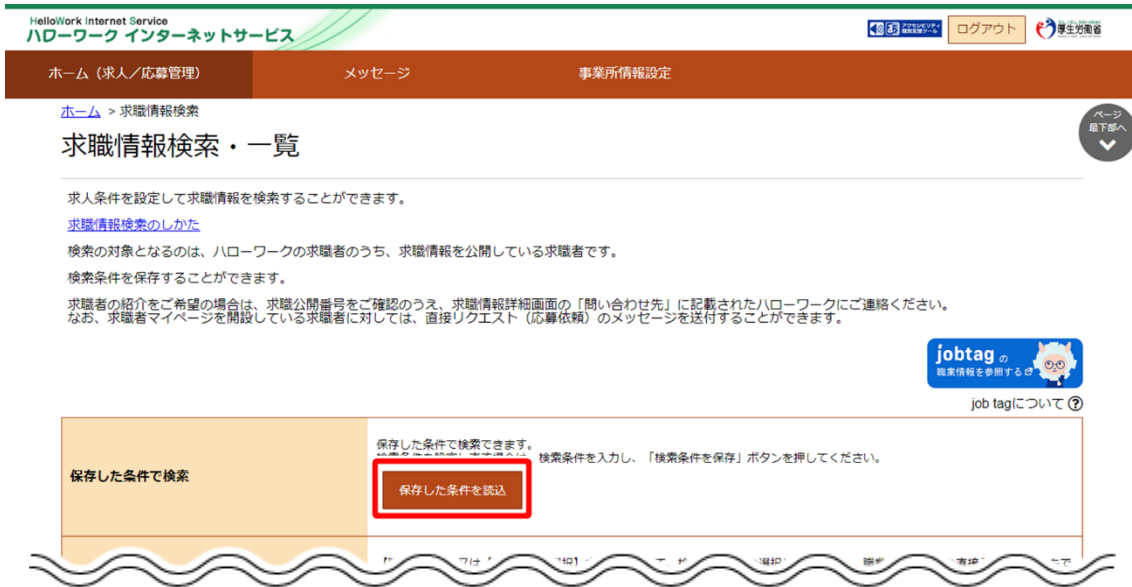 HelloWork Internet Service
ハローワーク インターネットサービス
ログアウト
厚生労働省
ホーム（求人／応募管理）
メッセージ
事業所情報設定
ホーム > 求職情報検索
ページ
最下部へ
求職情報検索・一覧
求人条件を設定して求職情報を検索することができます。
求職情報検索のしかた
検索の対象となるのは、ハローワークの求職者のうち、求職情報を公開している求職者です。
検索条件を保存することができます。
求職者の紹介をご希望の場合は、求職公開番号をご確認のうえ、求職情報詳細画面の「問い合わせ先」に記載されたハローワークにご連絡ください。
なお、求職者マイページを開設している求職者に対しては、直接リクエスト（応募依頼）のメッセージを送付することができます。
jobtag の
職業情報を参照する
job tagについて ?
保存した条件で検索
保存した条件で検索できます。
検索条件を入力し、「検索条件を保存」ボタンを押してください。
保存した条件を読込